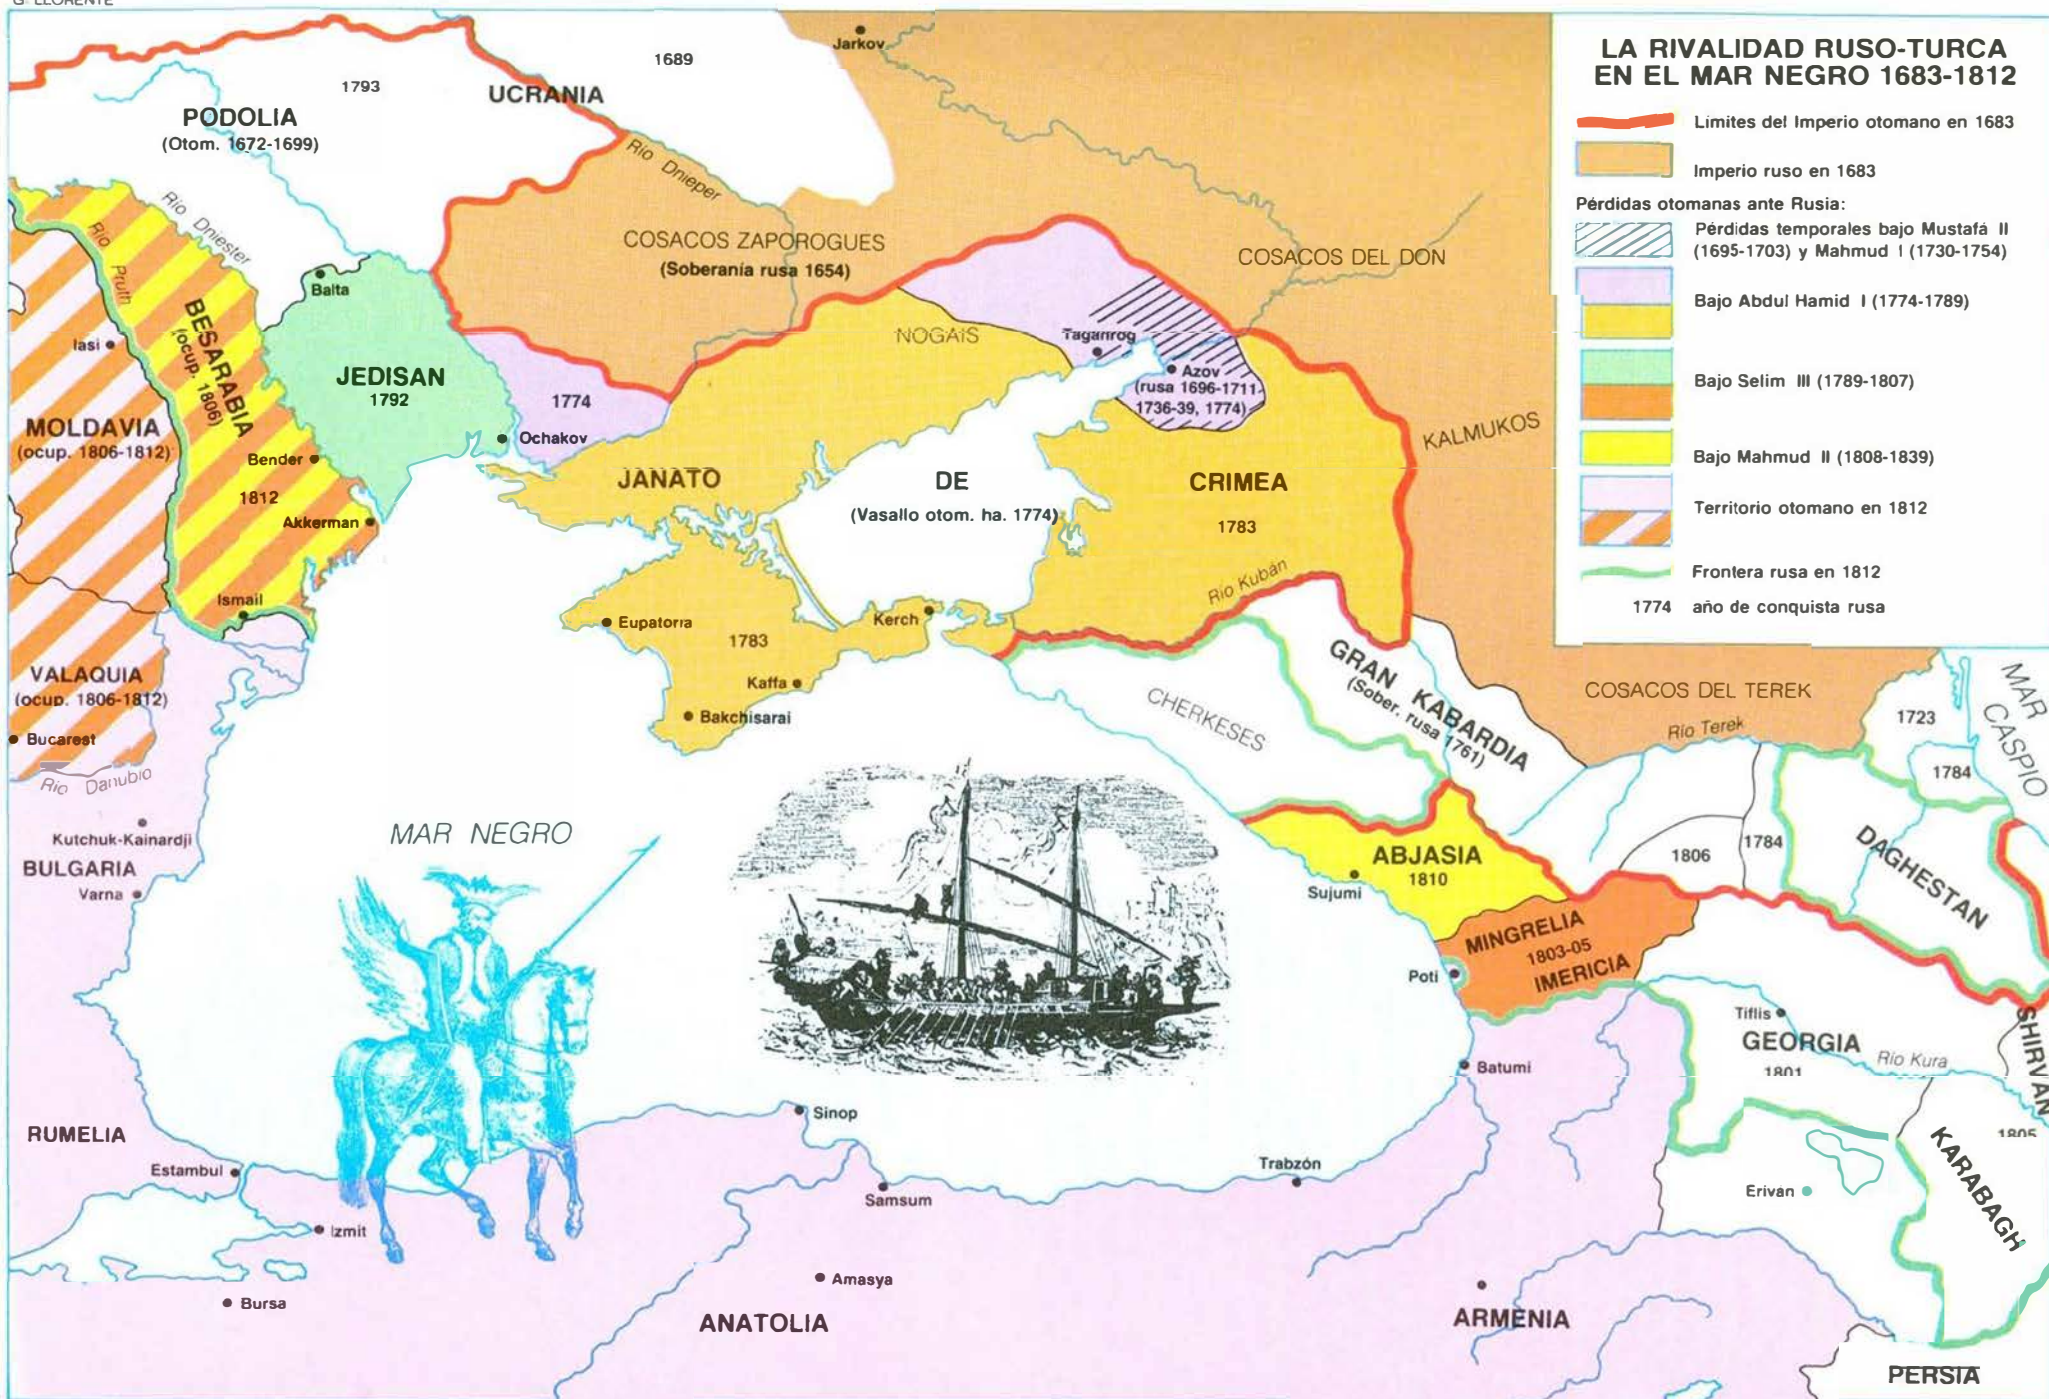 G. LLORENTE
LA RIVALIDAD RUSO-TURCA
EN EL MAR NEGRO 1683-1812
Límites del Imperio otomano en 1683
Imperio ruso en 1683
Pérdidas otomanas ante Rusia:
Pérdidas temporales bajo Mustafá II
(1695-1703) y Mahmud I (1730-1754)
Bajo Abdul Hamid I (1774-1789)
Bajo Selim III (1789-1807)
Bajo Mahmud II (1808-1839)
Territorio otomano en 1812
Frontera rusa en 1812
1774 año de conquista rusa
Jarkov
1689
1793
UCRANIA
PODOLIA
(Otom. 1672-1699)
Río Dnieper
Río Dniester
Río Pruth
COSACOS ZAPOROGUES
(Soberanía rusa 1654)
COSACOS DEL DON
Balta
BESARABIA
(ocup. 1806)
Iasi
NOGAIS
Taganrog
JEDISAN
1792
1774
Azov
(rusa 1696-1711-
1736-39, 1774)
KALMUKOS
MOLDAVIA
(ocup. 1806-1812)
Ochakov
Bender
1812
Akkerman
JANATO
DE
CRIMEA
(Vasallo otom. ha. 1774)
1783
Río Kubán
Ismail
Eupatoria
1783
Kerch
Kaffa
Bakchisarai
VALAQUIA
(ocup. 1806-1812)
Bucarest
Río Danubio
GRAN KABARDIA
(Sober. rusa 1761)
CHERKESES
COSACOS DEL TEREK
Río Terek
1723
MAR
CASPIO
1784
Kutchuk-Kainardji
BULGARIA
Varna
MAR NEGRO
ABJASIA
1810
Sujumi
1806
1784
DAGHESTAN
MINGRELIA
1803-05
IMERICIA
Poti
Tiflis
GEORGIA
1801
Río Kura
SHIRVAN
Batumi
RUMELIA
Sinop
1805
KARABAGH
Estambul
Trabzón
Samsum
Erivan
Izmit
Amasya
Bursa
ANATOLIA
ARMENIA
PERSIA